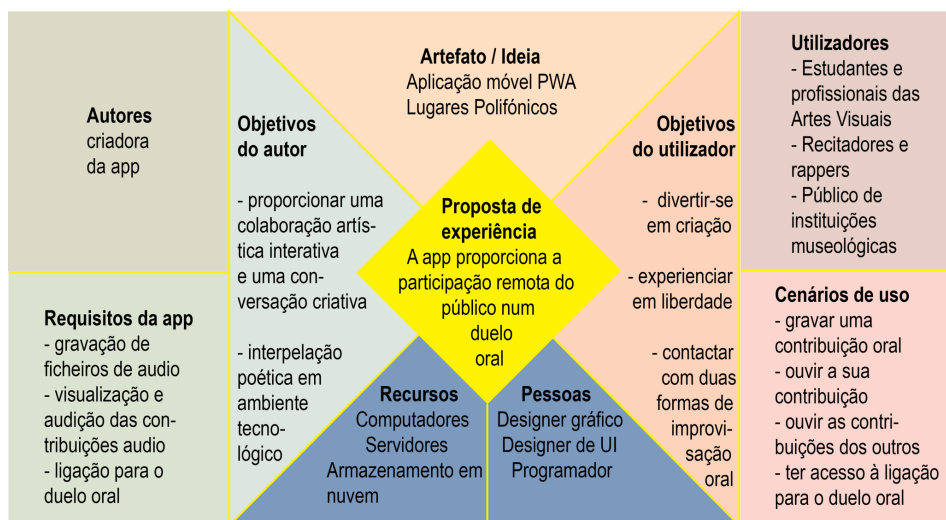 Autores
criadora
da app
Requisitos da app
- gravação de
ficheiros de audio
- visualização e
audição das con-
tribuições audio
- ligação para o
duelo oral
Objetivos
do autor
- proporcionar uma
colaboração artís-
tica interativa
e uma con-
versação criativa
- interpelação
poética em
ambiente
tecno-
lógico
Artefato / Ideia
Aplicação móvel PWA
Lugares Polifónicos
Proposta de
experiência
A app proporciona a
participação remota do
público num
duelo
oral
Recursos
Computadores
Servidores
Armazenamento em
nuvem
Pessoas
Designer gráfico
Designer de UI
Programador
Objetivos
do utilizador
- divertir-se
em criação
- experienciar
em liberdade
- contactar
com duas
formas de
improvi-
sação
oral
Utilizadores
- Estudantes e
profissionais das
Artes Visuais
- Recitadores e
rappers
- Público de
instituições
museológicas
Cenários de uso
- gravar uma
contribuição oral
- ouvir a sua
contribuição
- ouvir as contri-
buições dos outros
- ter acesso à ligação
para o duelo oral